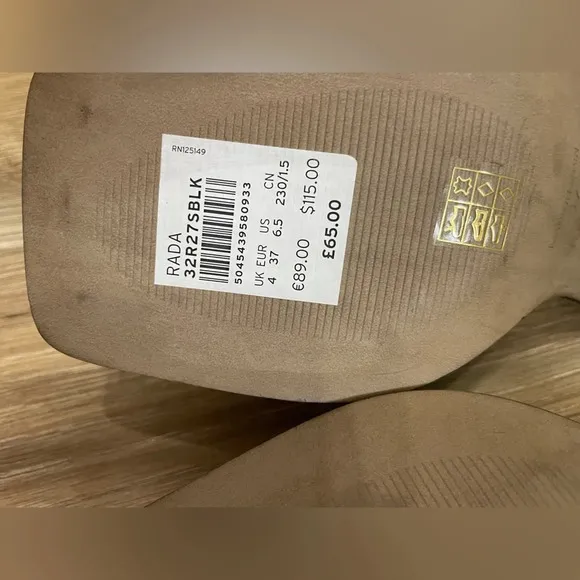 RN125149
RADA
32R27SBLK
5045439580933
UK EUR US CN
4 37 6.5 230/1.5
€89.00 $115.00
£65.00